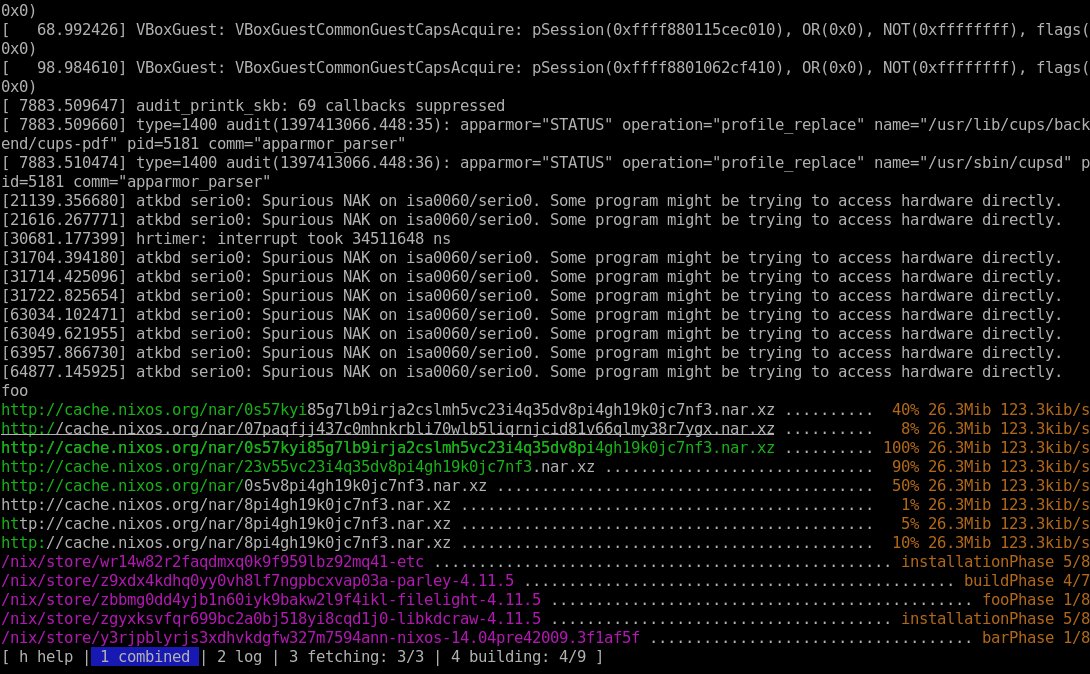 0x0)
[   68.992426] VBoxGuest: VBoxGuestCommonGuestCapsAcquire: pSession(0xffff880115cec010), OR(0x0), NOT(0xffffffff), flags(
0x0)
[   98.984610] VBoxGuest: VBoxGuestCommonGuestCapsAcquire: pSession(0xffff8801062cf410), OR(0x0), NOT(0xffffffff), flags(
0x0)
[ 7883.509647] audit_printk_skb: 69 callbacks suppressed
[ 7883.509660] type=1400 audit(1397413066.448:35): apparmor="STATUS" operation="profile_replace" name="/usr/lib/cups/back
end/cups-pdf" pid=5181 comm="apparmor_parser"
[ 7883.510474] type=1400 audit(1397413066.448:36): apparmor="STATUS" operation="profile_replace" name="/usr/sbin/cupsd" p
id=5181 comm="apparmor_parser"
[21139.356680] atkbd serio0: Spurious NAK on isa0060/serio0. Some program might be trying to access hardware directly.
[21616.267771] atkbd serio0: Spurious NAK on isa0060/serio0. Some program might be trying to access hardware directly.
[30681.177399] hrtimer: interrupt took 34511648 ns
[31704.394180] atkbd serio0: Spurious NAK on isa0060/serio0. Some program might be trying to access hardware directly.
[31714.425096] atkbd serio0: Spurious NAK on isa0060/serio0. Some program might be trying to access hardware directly.
[31722.825654] atkbd serio0: Spurious NAK on isa0060/serio0. Some program might be trying to access hardware directly.
[63034.102471] atkbd serio0: Spurious NAK on isa0060/serio0. Some program might be trying to access hardware directly.
[63049.621955] atkbd serio0: Spurious NAK on isa0060/serio0. Some program might be trying to access hardware directly.
[63957.866730] atkbd serio0: Spurious NAK on isa0060/serio0. Some program might be trying to access hardware directly.
[64877.145925] atkbd serio0: Spurious NAK on isa0060/serio0. Some program might be trying to access hardware directly.
foo
http://cache.nixos.org/nar/0s57kyi85g7lb9irja2cslmh5vc23i4q35dv8pi4gh19k0jc7nf3.nar.xz ..........  40% 26.3Mib 123.3kib/s
http://cache.nixos.org/nar/07paqfjj437c0mhnkrbli70wlb5liqrnjcid81v66qlmy38r7ygx.nar.xz ..........   8% 26.3Mib 123.3kib/s
http://cache.nixos.org/nar/0s57kyi85g7lb9irja2cslmh5vc23i4q35dv8pi4gh19k0jc7nf3.nar.xz .......... 100% 26.3Mib 123.3kib/s
http://cache.nixos.org/nar/23v55vc23i4q35dv8pi4gh19k0jc7nf3.nar.xz ..............................  90% 26.3Mib 123.3kib/s
http://cache.nixos.org/nar/0s5v8pi4gh19k0jc7nf3.nar.xz ..........................................  50% 26.3Mib 123.3kib/s
http://cache.nixos.org/nar/8pi4gh19k0jc7nf3.nar.xz ..............................................   1% 26.3Mib 123.3kib/s
http://cache.nixos.org/nar/8pi4gh19k0jc7nf3.nar.xz ..............................................   5% 26.3Mib 123.3kib/s
http://cache.nixos.org/nar/8pi4gh19k0jc7nf3.nar.xz ..............................................  10% 26.3Mib 123.3kib/s
/nix/store/wr14w82r2faqdmxq0k9f959lbz92mq41-etc ................................................... installationPhase 5/8
/nix/store/z9xdx4kdhq0yy0vh8lf7ngpbcxvap03a-parley-4.11.5 ................................................ buildPhase 4/7
/nix/store/zbbmg0dd4yjb1n60iyk9bakw2l9f4ikl-filelight-4.11.5 ............................................... fooPhase 1/8
/nix/store/zgyxksvfqr699bc2a0bj518yi8cqd1j0-libkdcraw-4.11.5 ...................................... installationPhase 5/8
/nix/store/y3rjpblyrjs3xdhvkdgfw327m7594ann-nixos-14.04pre42009.3f1af5f .................................... barPhase 1/8
[ h help | 1 combined | 2 log | 3 fetching: 3/3 | 4 building: 4/9 ]